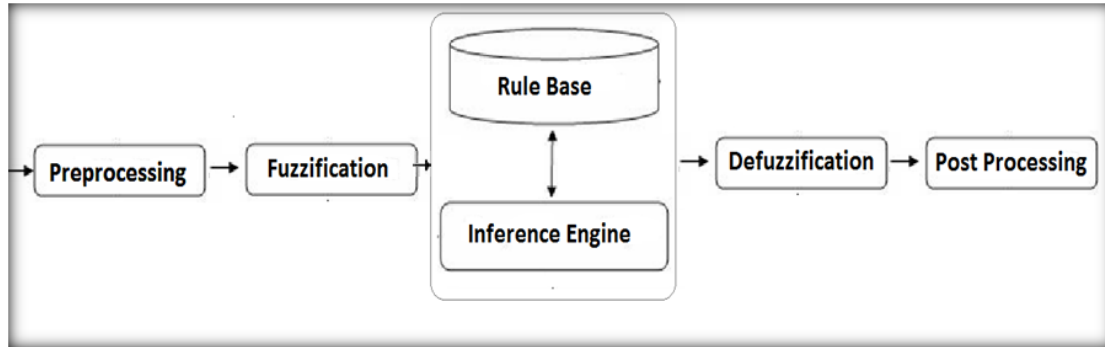 Rule Base
Preprocessing
Fuzzification
Inference Engine
Defuzzification
Post Processing